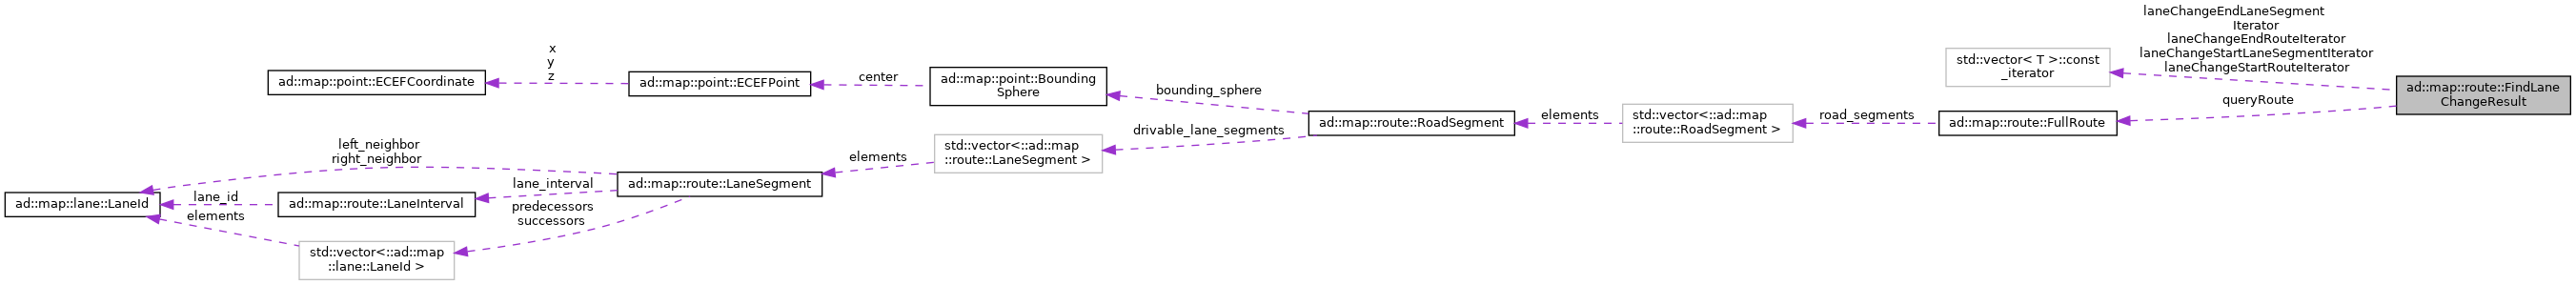 laneChangeEndLaneSegment
Iterator
laneChangeEndRouteIterator
laneChangeStartLaneSegmentIterator
laneChangeStartRouteIterator
x
y
z
ad::map::point::ECEFCoordinate
ad::map::point::ECEFPoint
center
ad::map::point::Bounding
Sphere
bounding_sphere
std::vector< T >::const
_iterator
ad::map::route::FindLane
ChangeResult
queryRoute
ad::map::route::RoadSegment
elements
std::vector<::ad::map
::route::RoadSegment >
road_segments
ad::map::route::FullRoute
drivable_lane_segments
left_neighbor
right_neighbor
elements
std::vector<::ad::map
::route::LaneSegment >
ad::map::route::LaneSegment
lane_interval
ad::map::lane::LaneId
lane_id
ad::map::route::LaneInterval
elements
predecessors
successors
std::vector<::ad::map
::lane::LaneId >